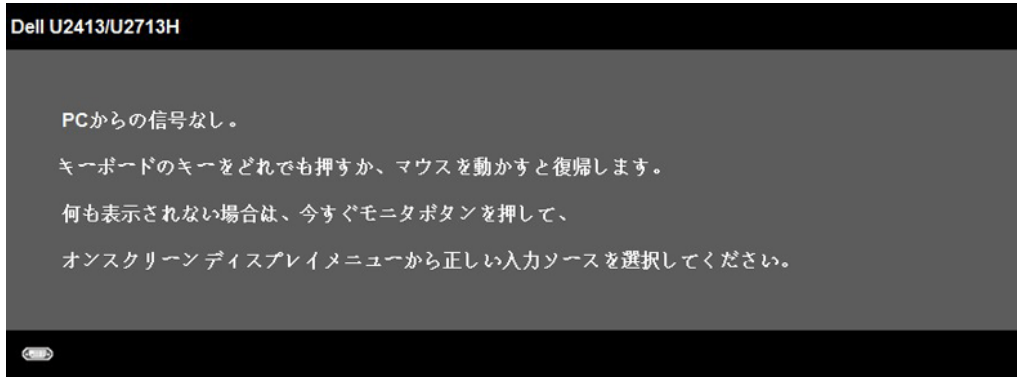 Dell U2413/U2713H
PCからの信号なし。
キーボードのキーをどれでも押すか、マウスを動かすと復帰します。
何も表示されない場合は、今すぐモニタボタンを押して、
オンスクリーン ディスプレイメニューから正しい入力ソースを選択してください。